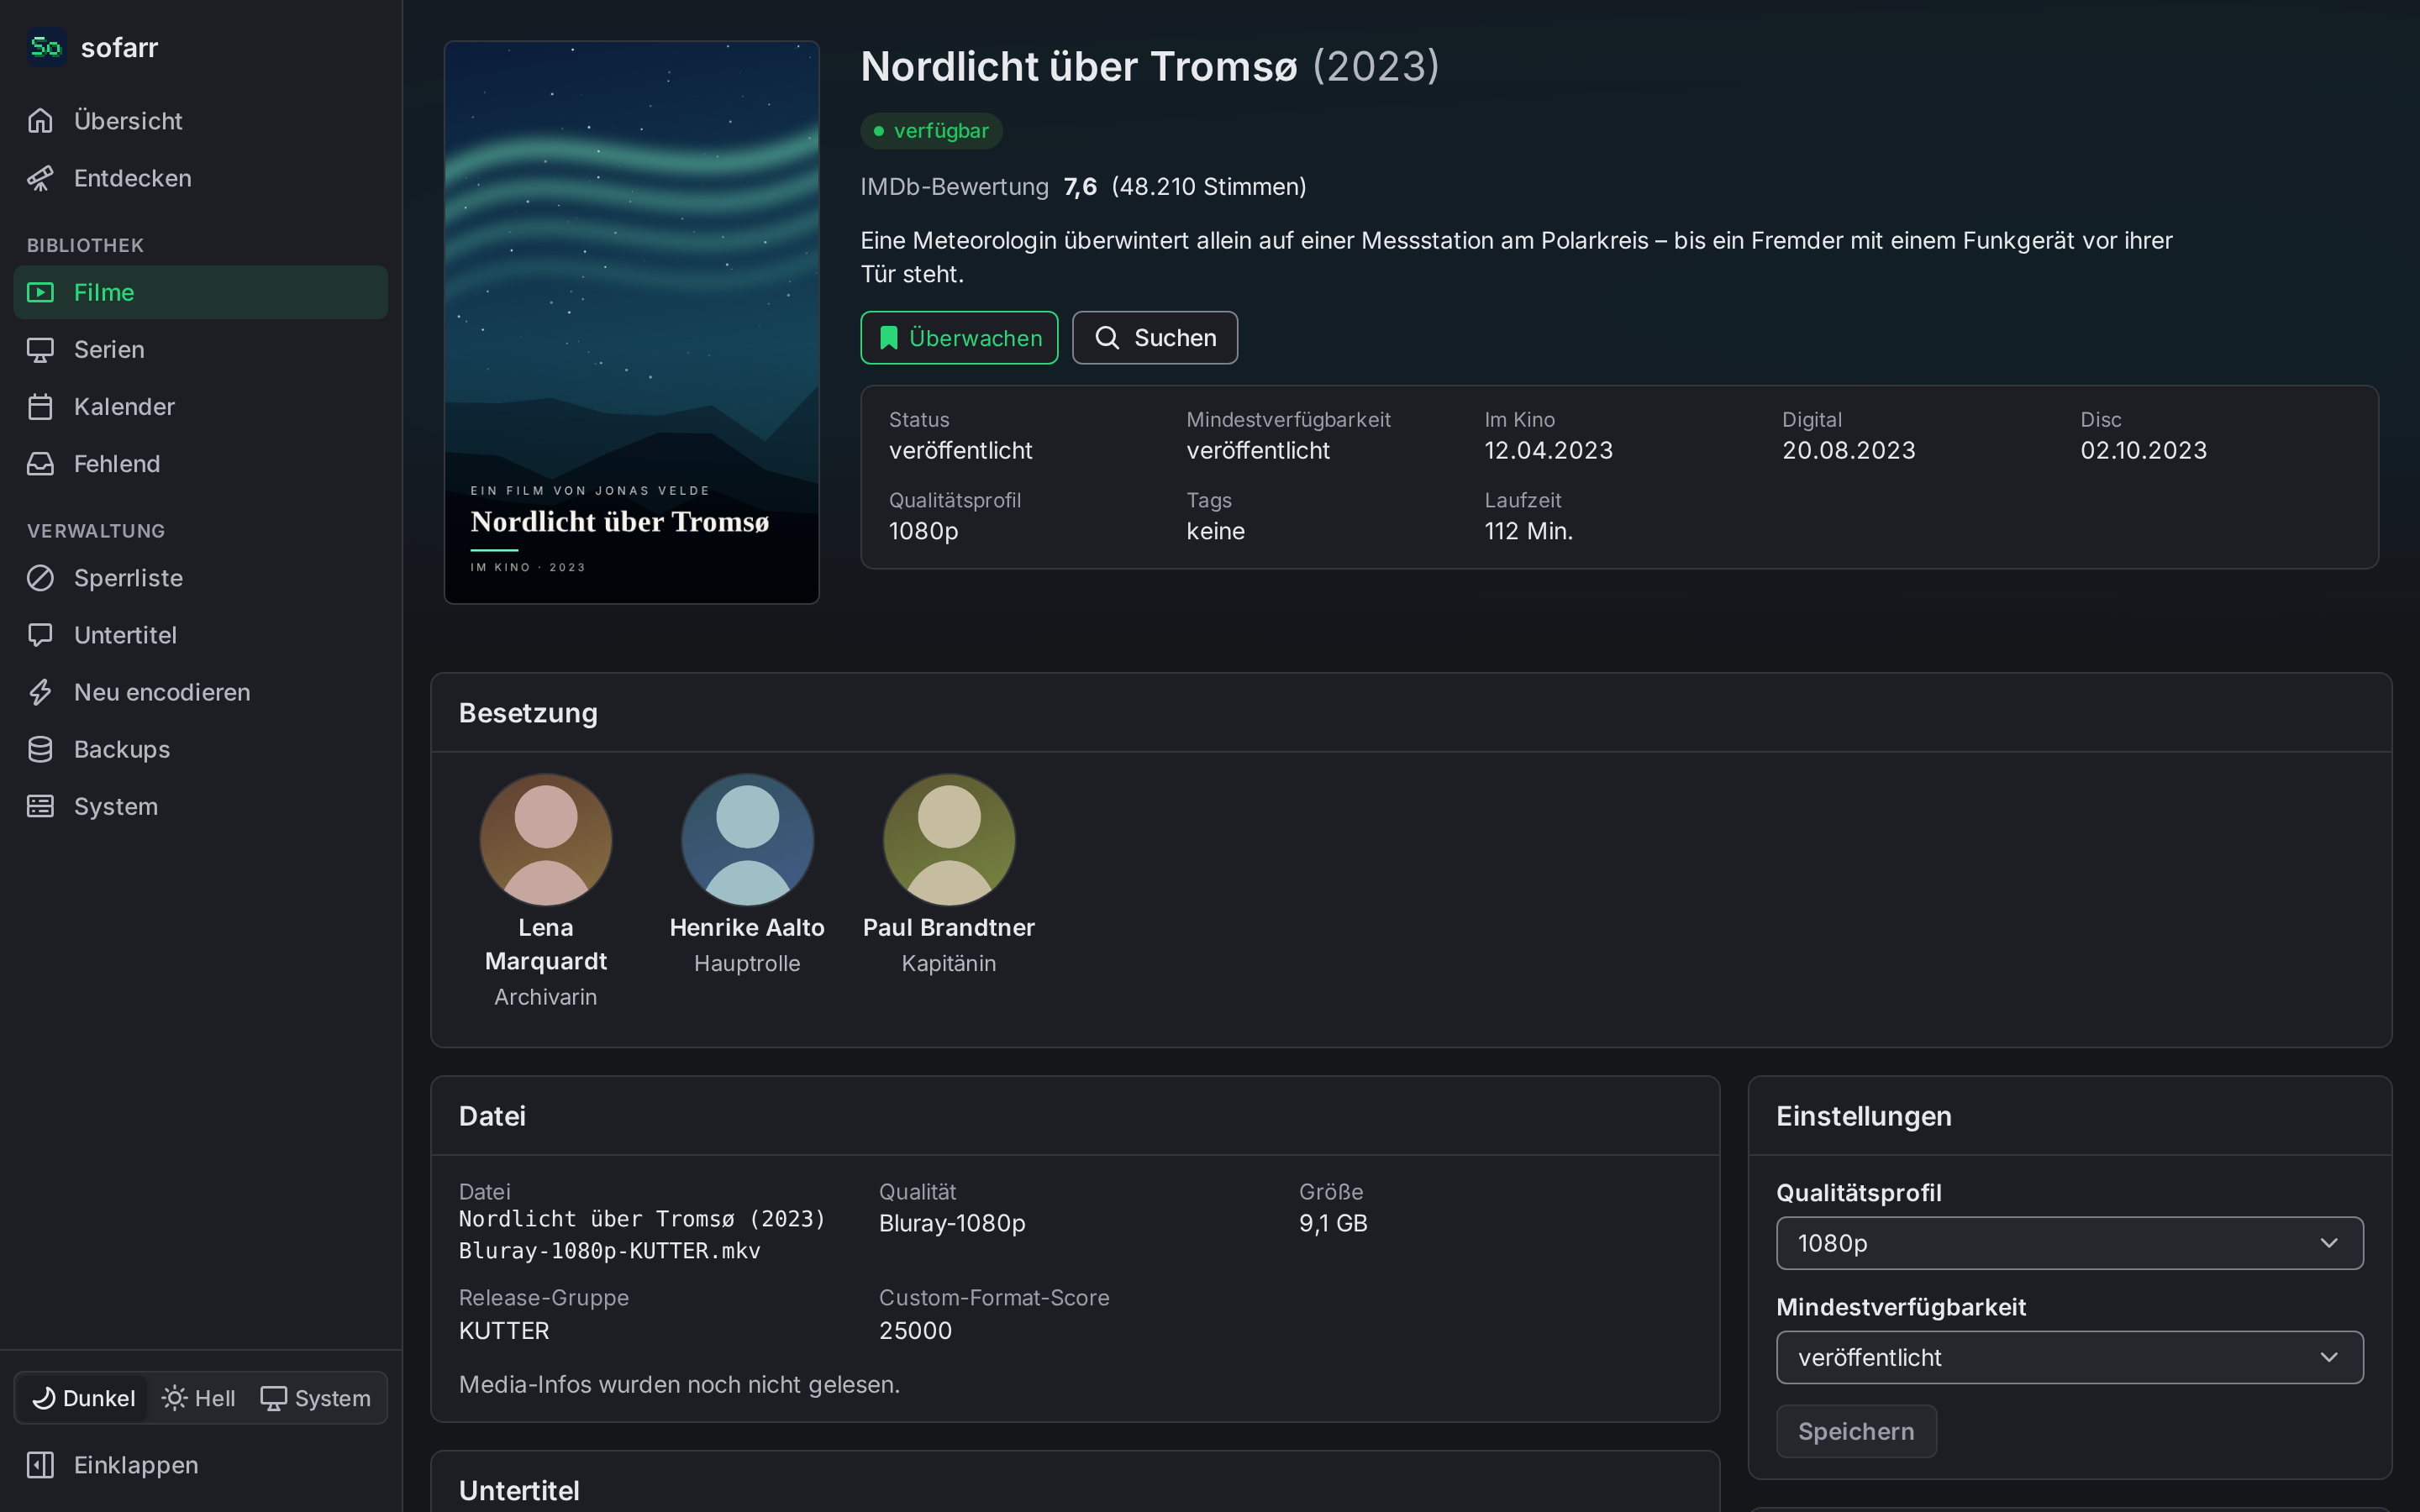 So sofarr
Übersicht
Entdecken
BIBLIOTHEK
Filme
Serien
Kalender
Fehlend
VERWALTUNG
Sperrliste
Untertitel
Neu encodieren
Backups
System
Dunkel Hell System
Einklappen
EIN FILM VON JONAS VELDE
Nordlicht über Tromsø
IM KINO · 2023
Nordlicht über Tromsø (2023)
verfügbar
IMDb-Bewertung 7,6 (48.210 Stimmen)
Eine Meteorologin überwintert allein auf einer Messstation am Polarkreis – bis ein Fremder mit einem Funkgerät vor ihrer
Tür steht.
Überwachen Suchen
Status Mindestverfügbarkeit Im Kino Digital Disc
veröffentlicht veröffentlicht 12.04.2023 20.08.2023 02.10.2023
Qualitätsprofil Tags Laufzeit
1080p keine 112 Min.
Besetzung
Lena
Marquardt
Archivarin
Henrike Aalto
Hauptrolle
Paul Brandtner
Kapitänin
Datei
Datei Qualität Größe
Nordlicht über Tromsø (2023) Bluray-1080p 9,1 GB
Bluray-1080p-KUTTER.mkv
Release-Gruppe Custom-Format-Score
KUTTER 25000
Media-Infos wurden noch nicht gelesen.
Untertitel
Einstellungen
Qualitätsprofil
1080p
Mindestverfügbarkeit
veröffentlicht
Speichern